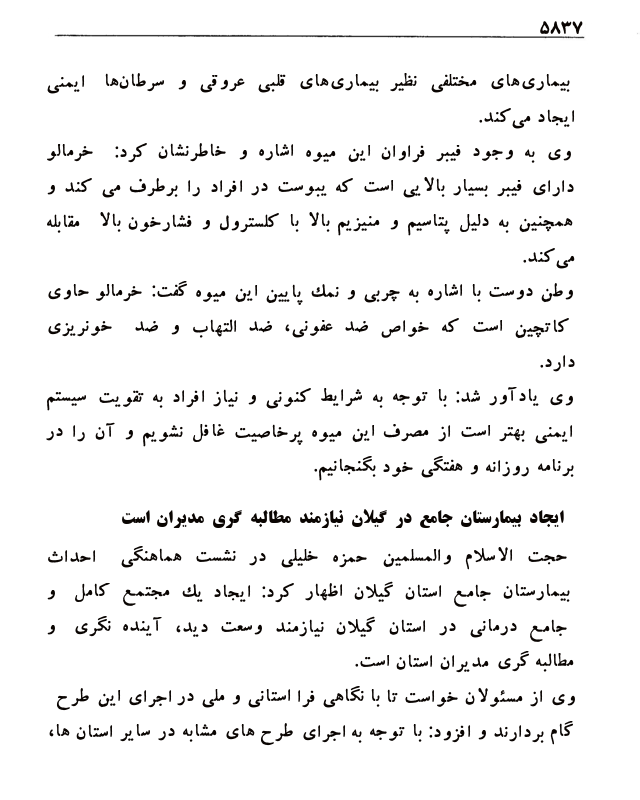 ۵۸۳۷
بیماری‌های مختلفی نظیر بیماری‌های قلبی عروقی و سرطان‌ها ایمنی
ایجاد می‌کند.
وی به وجود فیبر فراوان این میوه اشاره و خاطرنشان کرد: خرمالو
دارای فیبر بسیار بالایی است که یبوست در افراد را برطرف می کند و
همچنین به دلیل پتاسیم و منیزیم بالا با کلسترول و فشارخون بالا مقابله
می‌کند.
وطن دوست با اشاره به چربی و نمک پایین این میوه گفت: خرمالو حاوی
کاتچین است که خواص ضد عفونی، ضد التهاب و ضد خونریزی
دارد.
وی یادآور شد: با توجه به شرایط کنونی و نیاز افراد به تقویت سیستم
ایمنی بهتر است از مصرف این میوه پرخاصیت غافل نشویم و آن را در
برنامه روزانه و هفتگی خود بگنجانیم.
ایجاد بیمارستان جامع در گیلان نیازمند مطالبه گری مدیران است
حجت الاسلام والمسلمین حمزه خلیلی در نشست هماهنگی احداث
بیمارستان جامع استان گیلان اظهار کرد: ایجاد یک مجتمع کامل و
جامع درمانی در استان گیلان نیازمند وسعت دید، آینده نگری و
مطالبه گری مدیران استان است.
وی از مسئولان خواست تا با نگاهی فرا استانی و ملی در اجرای این طرح
گام بردارند و افزود: با توجه به اجرای طرح های مشابه در سایر استان ها،